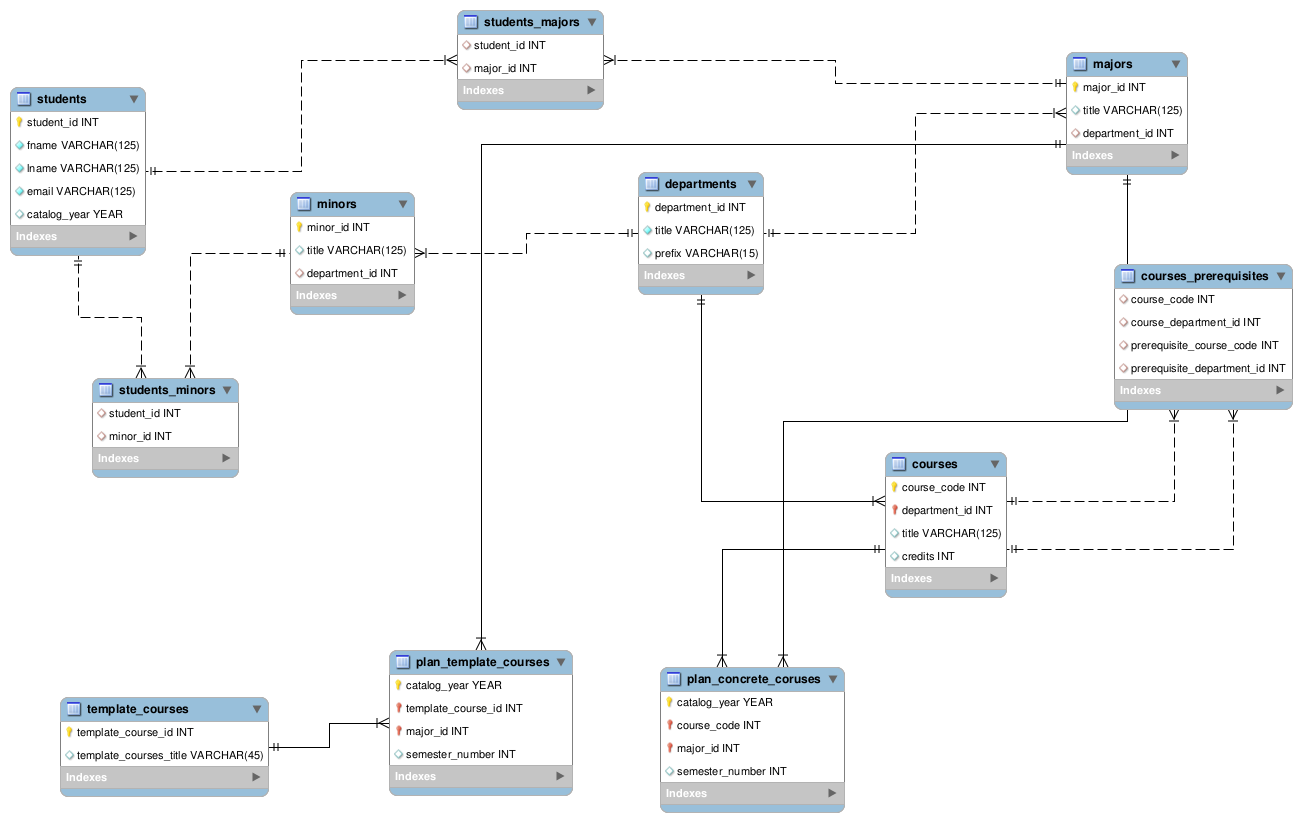 students_majors
student_id INT
major_id INT
Indexes
majors
major_id INT
title VARCHAR(125)
department_id INT
Indexes
students
student_id INT
fname VARCHAR(125)
lname VARCHAR(125)
email VARCHAR(125)
catalog_year YEAR
Indexes
minors
minor_id INT
title VARCHAR(125)
department_id INT
Indexes
departments
department_id INT
title VARCHAR(125)
prefix VARCHAR(15)
Indexes
courses_prerequisites
course_code INT
course_department_id INT
prerequisite_course_code INT
prerequisite_department_id INT
Indexes
students_minors
student_id INT
minor_id INT
Indexes
courses
course_code INT
department_id INT
title VARCHAR(125)
credits INT
Indexes
template_courses
template_course_id INT
template_courses_title VARCHAR(45)
Indexes
plan_template_courses
catalog_year YEAR
template_course_id INT
major_id INT
semester_number INT
Indexes
plan_concrete_coruses
catalog_year YEAR
course_code INT
major_id INT
semester_number INT
Indexes